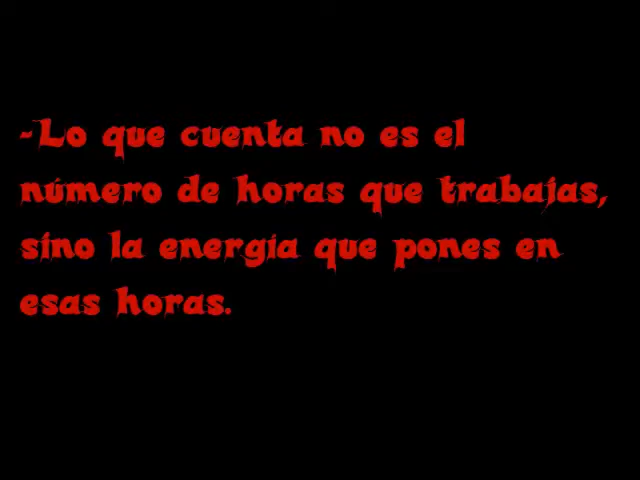 -Lo que cuenta no es el
número de horas que trabajas,
sino la energía que pones en
esas horas.